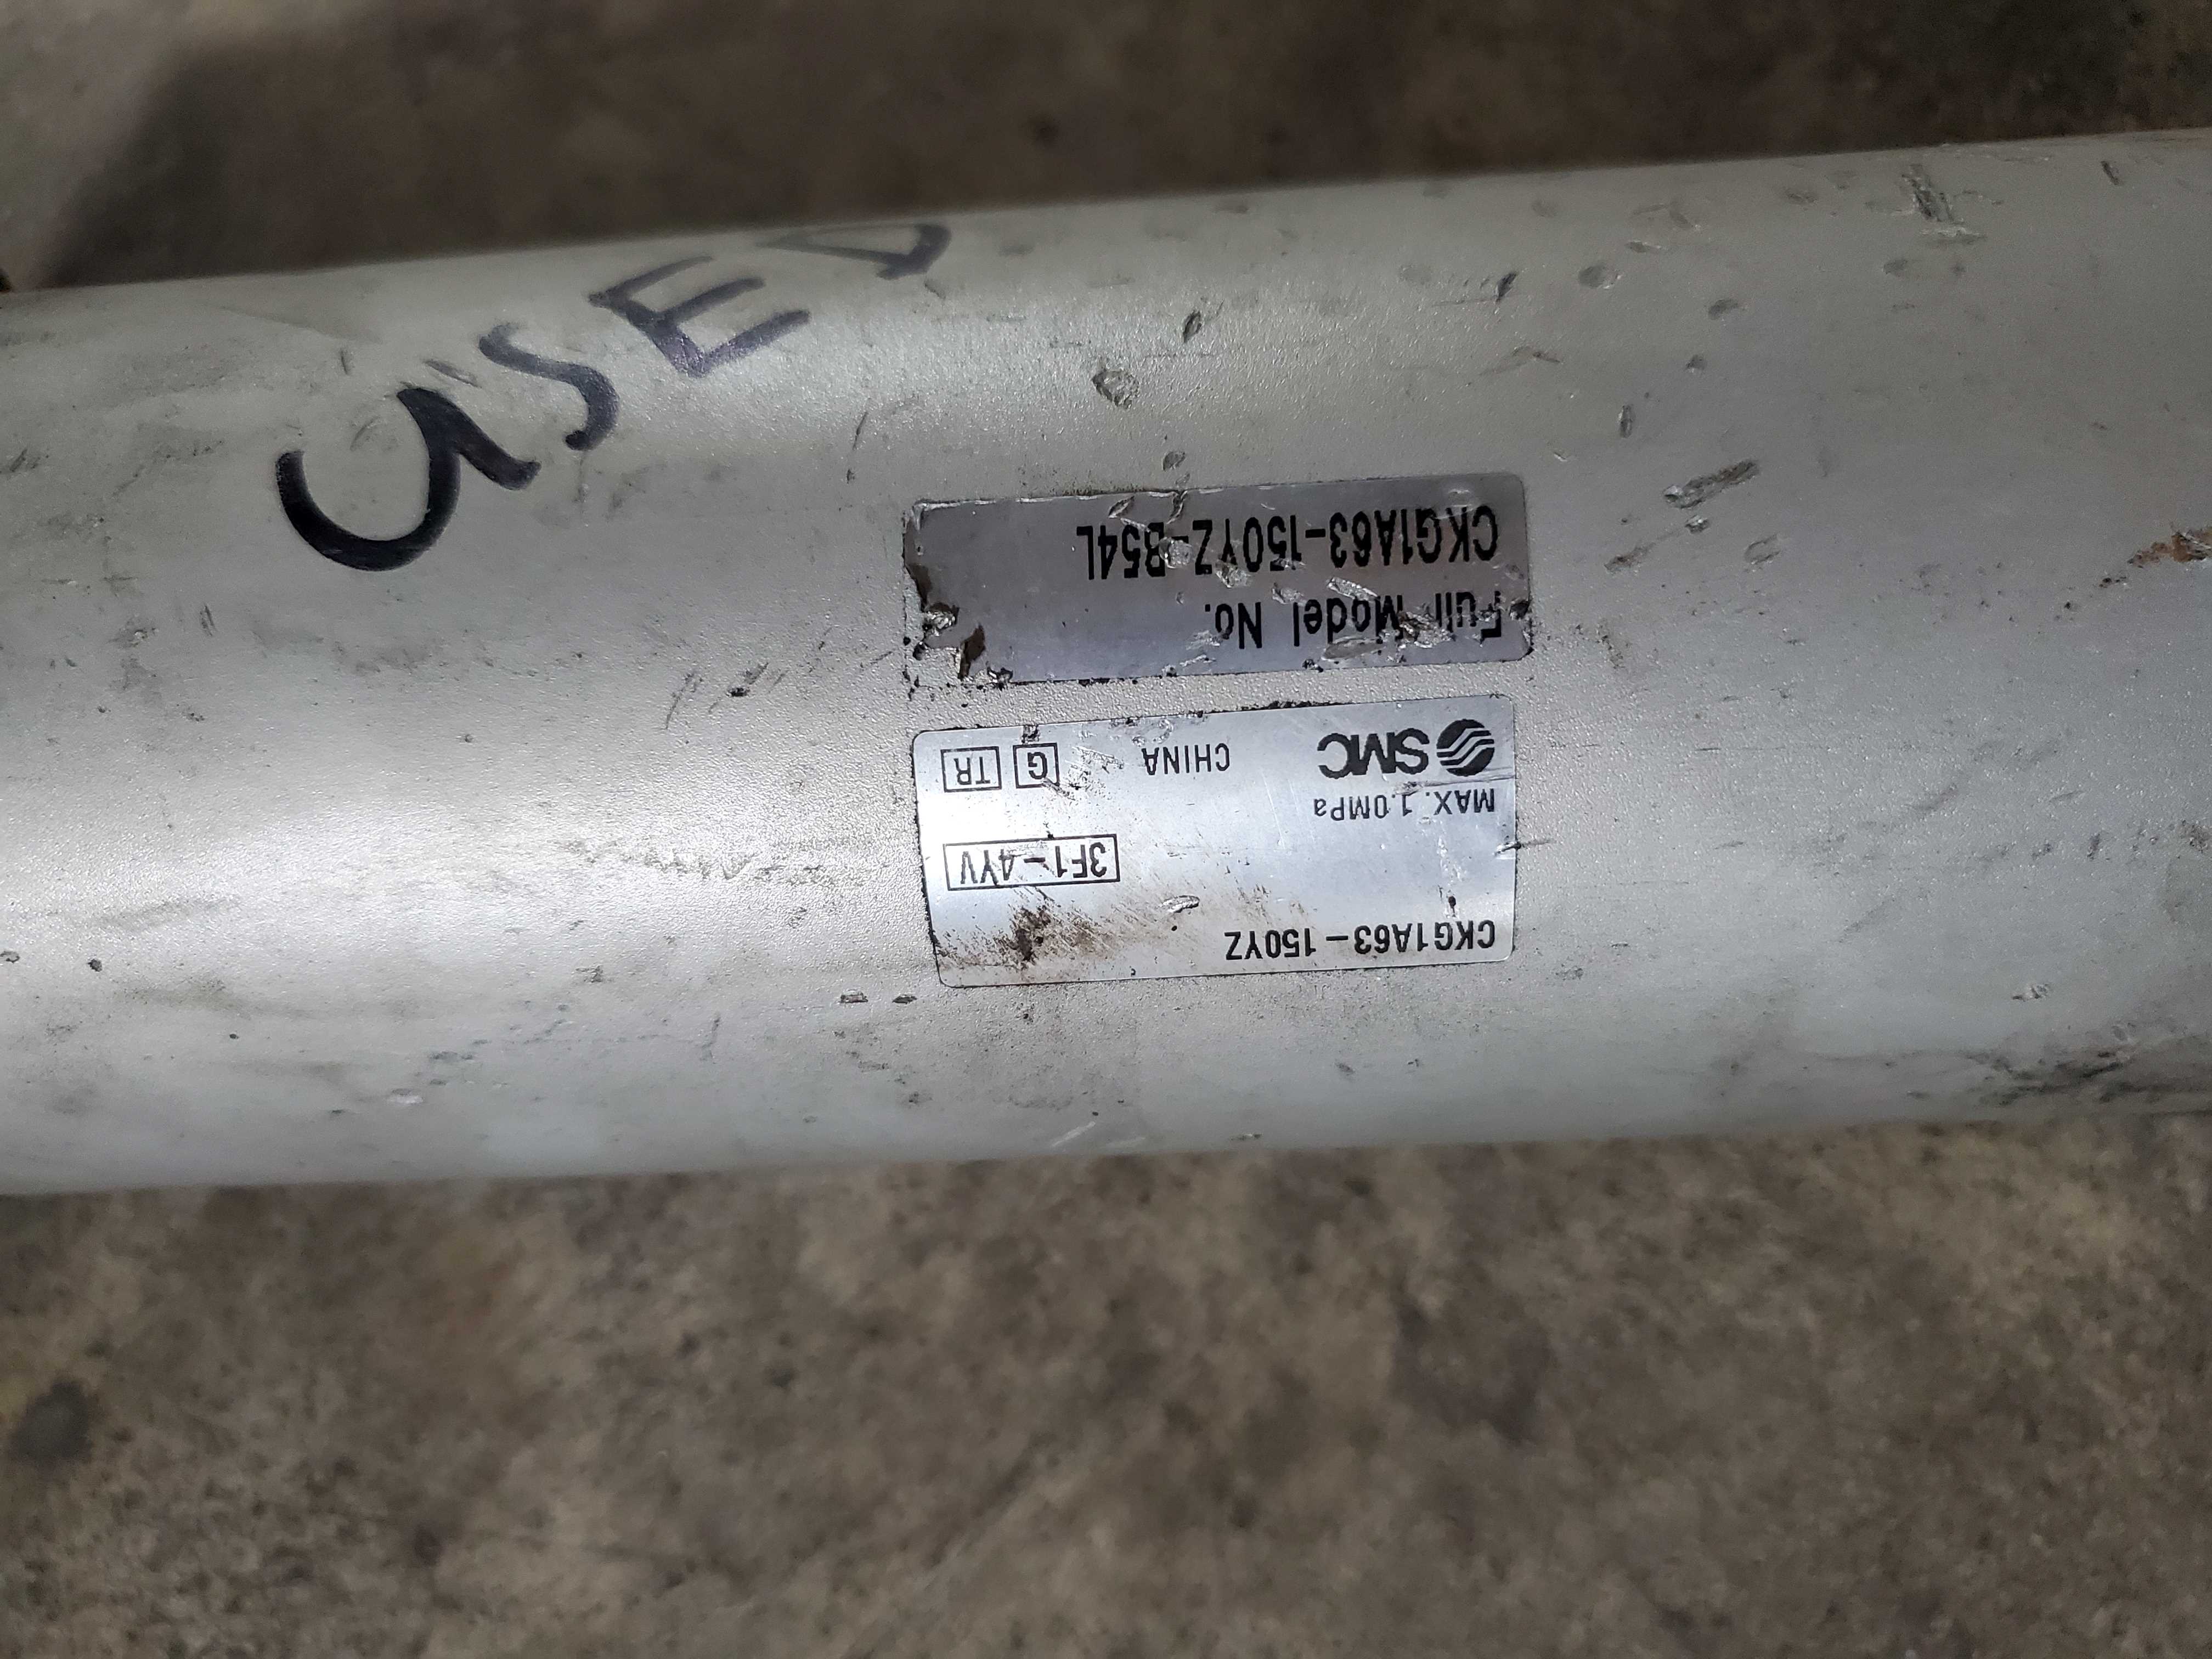 USED
CKG1A63-150YZ
3F1-4YV
MAX. 1.0MPa
SMC CHINA G TR
Full Model No.
CKG1A63-150YZ-B54L